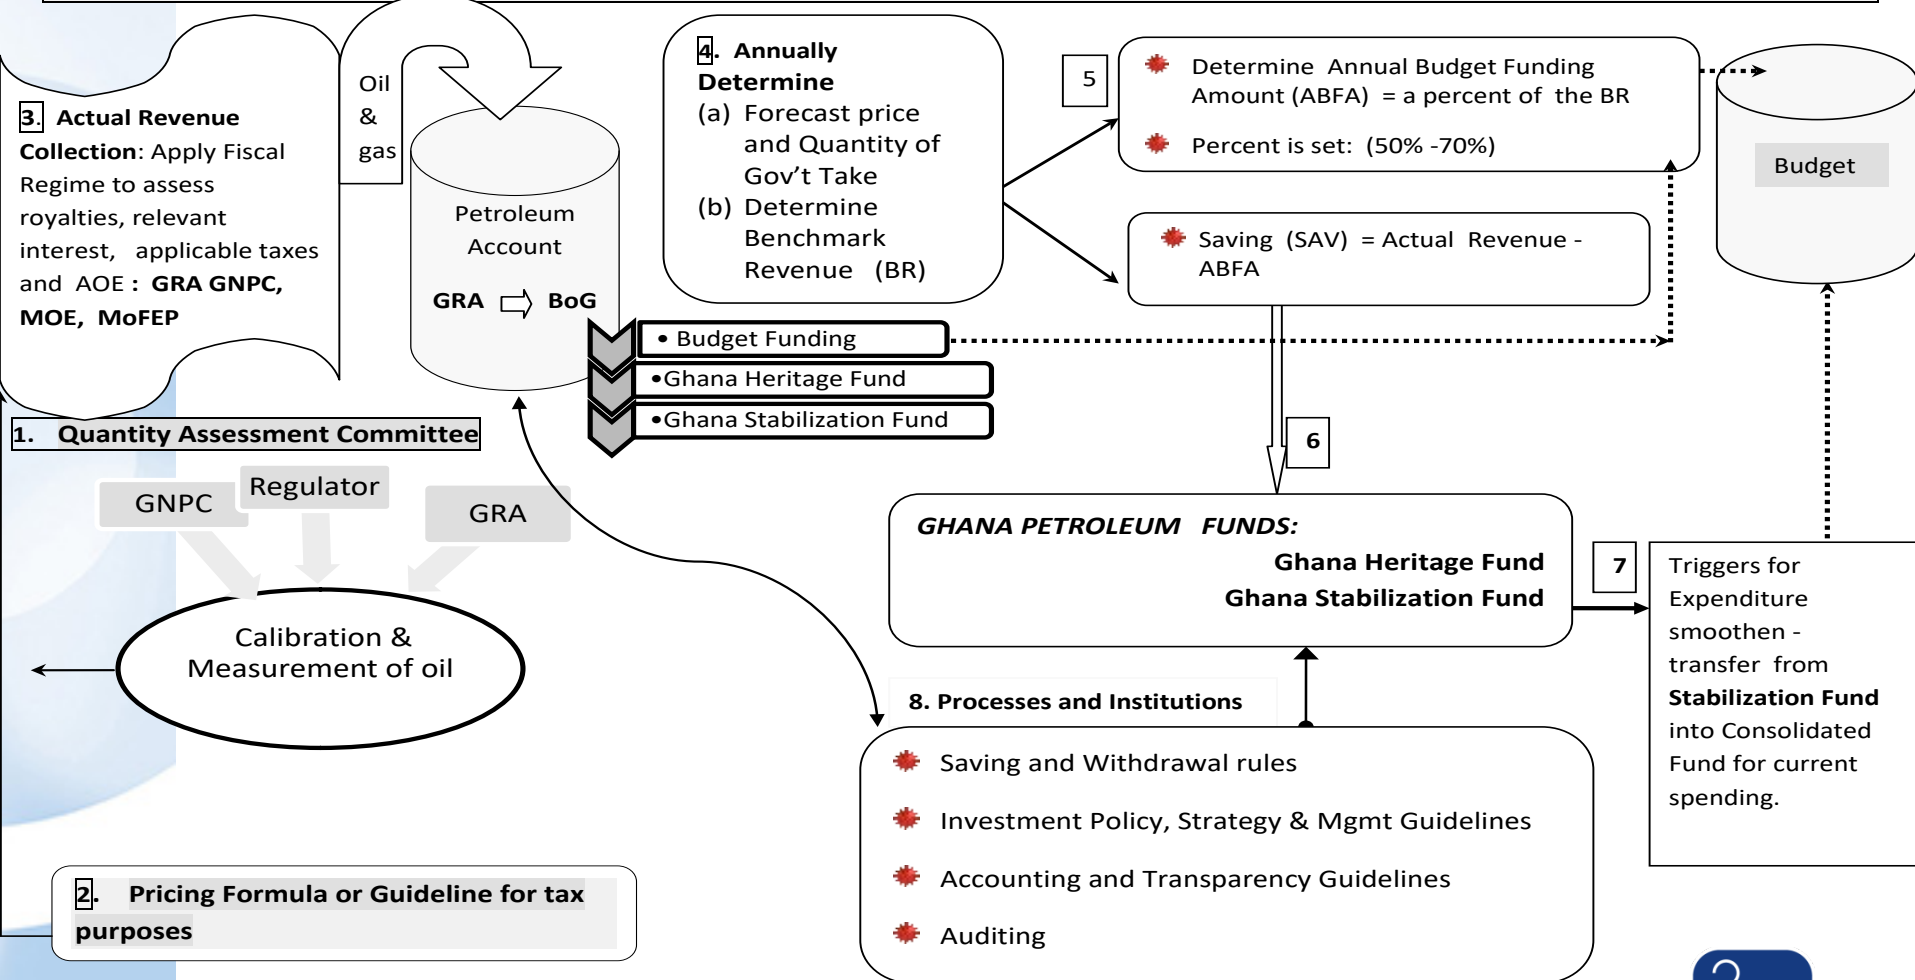 3. Actual Revenue
Collection: Apply Fiscal
Regime to assess
royalties, relevant
interest, applicable taxes
and AOE : GRA GNPC,
MOE, MoFEP
Oil
&
gas
Petroleum
Account
GRA BoG
• Budget Funding
•Ghana Heritage Fund
•Ghana Stabilization Fund
4. Annually
Determine
(a) Forecast price
and Quantity of
Gov't Take
(b) Determine
Benchmark
Revenue (BR)
5
Determine Annual Budget Funding
Amount (ABFA) = a percent of the BR
Percent is set: (50% -70%)
Saving (SAV) = Actual Revenue -
ABFA
Budget
1. Quantity Assessment Committee
GNPC
Regulator
GRA
Calibration &
Measurement of oil
2. Pricing Formula or Guideline for tax
purposes
6
GHANA PETROLEUM FUNDS:
Ghana Heritage Fund
Ghana Stabilization Fund
7
Triggers for
Expenditure
smoothen -
transfer from
Stabilization Fund
into Consolidated
Fund for current
spending.
8. Processes and Institutions
Saving and Withdrawal rules
Investment Policy, Strategy & Mgmt Guidelines
Accounting and Transparency Guidelines
Auditing